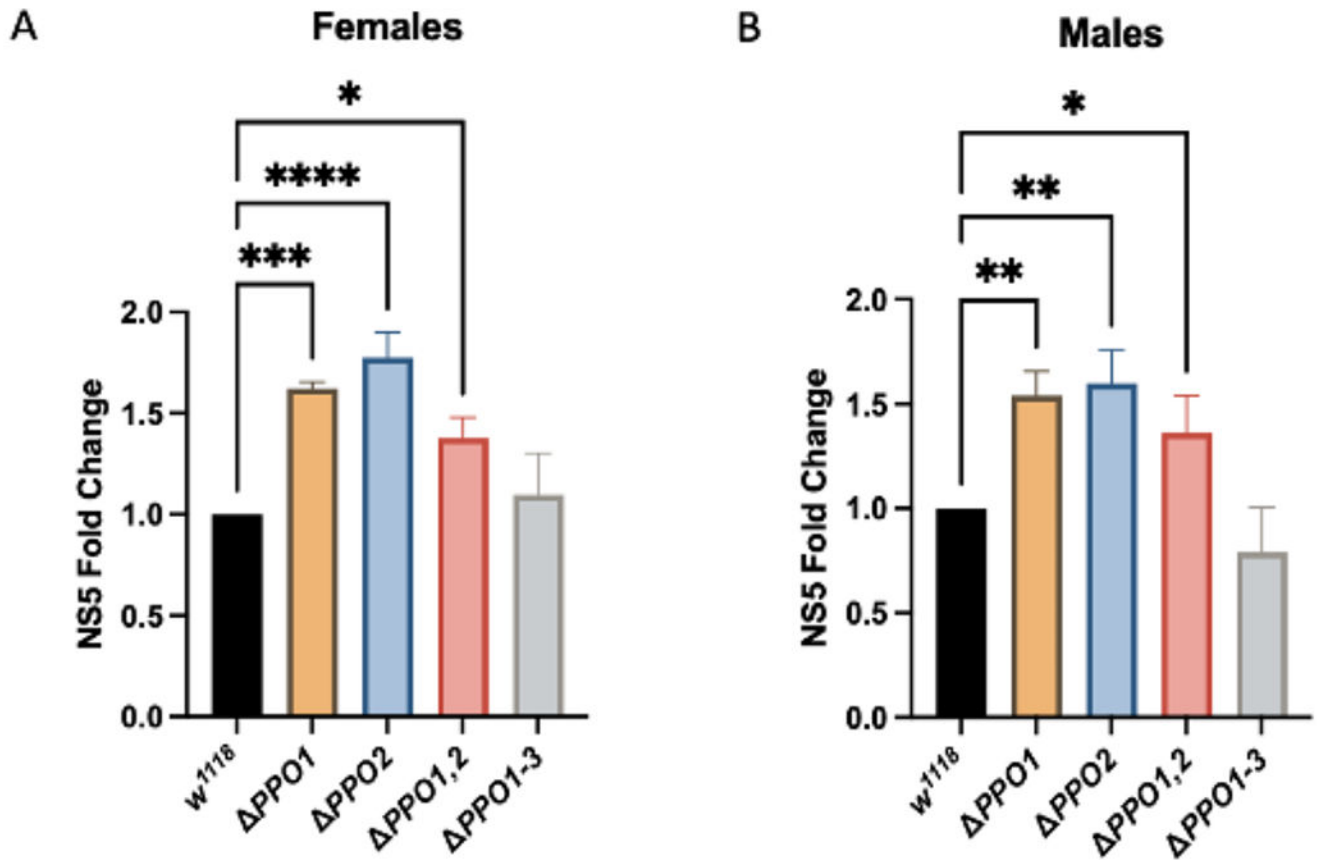 A
Females
*
****
***
NS5 Fold Change
2.0
1.5
1.0
0.5
0.0
w¹¹¹⁸
ΔPPO1
ΔPPO2
ΔPPO1,2
ΔPPO1-3
B
Males
*
**
**
NS5 Fold Change
2.0
1.5
1.0
0.5
0.0
w¹¹¹⁸
ΔPPO1
ΔPPO2
ΔPPO1,2
ΔPPO1-3